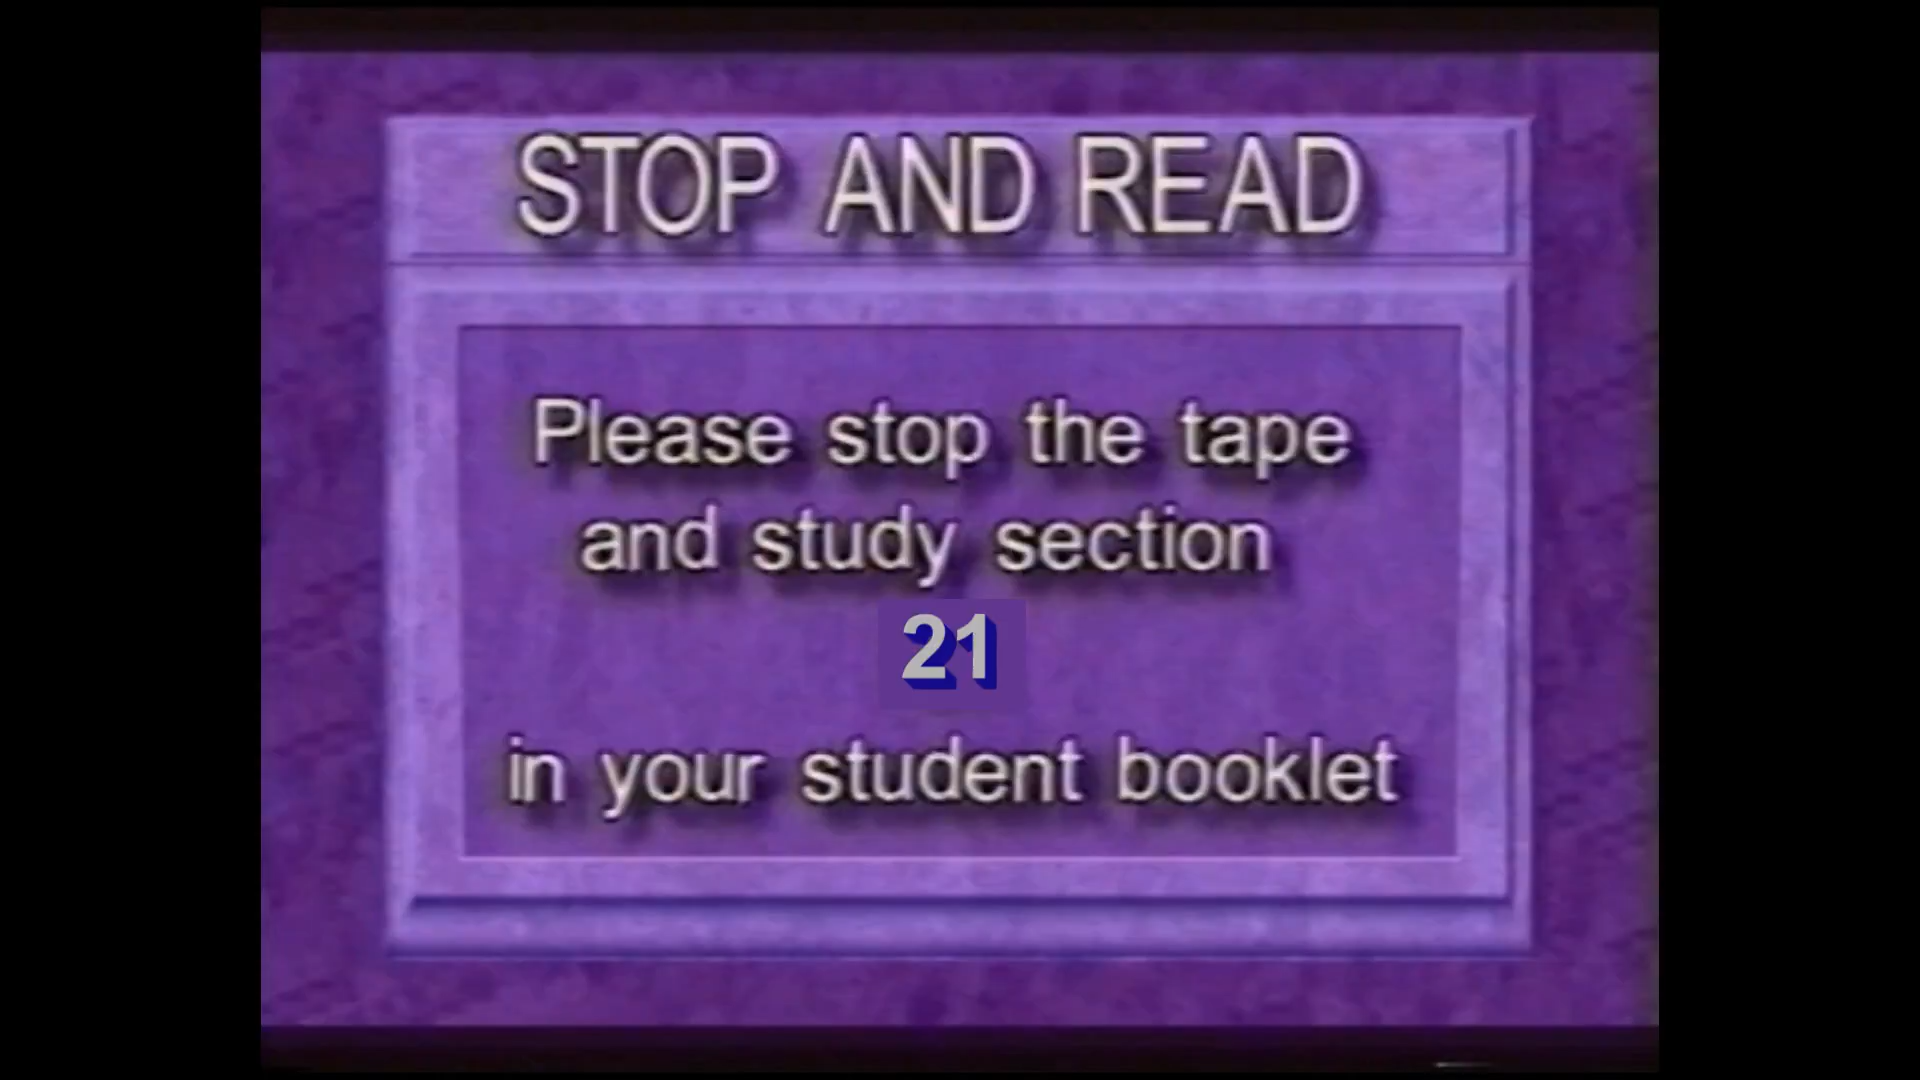 STOP AND READ
Please stop the tape
and study section
21
in your student booklet